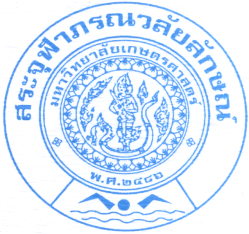 สระจุฬาภรณวลัยลักษณ์
มหาวิทยาลัยเกษตรศาสตร์
พ.ศ.๒๔๘๖